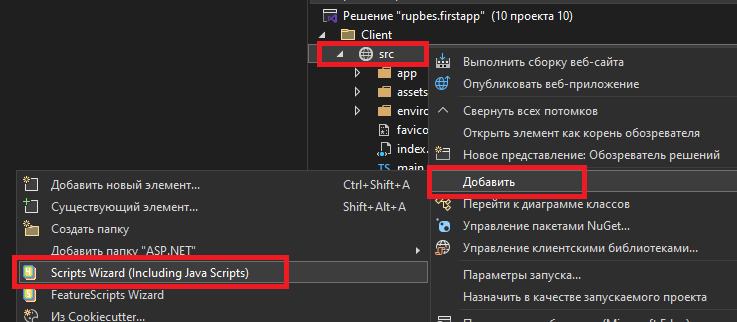 Решение "rupbes.firstapp" (10 проекта 10)
Client
src
app
assets
enviro
favico
index.
TS main
Выполнить сборку веб-сайта
Опубликовать веб-приложение
Свернуть всех потомков
Открыть элемент как корень обозревателя
Новое представление: Обозреватель решений
Добавить
Перейти к диаграмме классов
Управление пакетами NuGet...
Управление клиентскими библиотеками...
Параметры запуска...
Назначить в качестве запускаемого проекта
Добавить новый элемент... Ctrl+Shift+A
Существующий элемент... Shift+Alt+A
Создать папку
Добавить папку "ASP.NET"
Scripts Wizard (Including Java Scripts)
FeatureScripts Wizard
Из Cookiecutter...